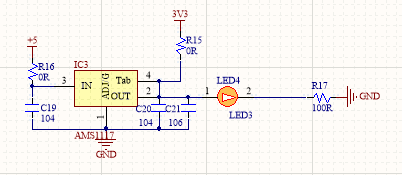 3V3
+5
R15
0R
IC3
R16
0R
3
IN
ADJ/G
Tab
OUT
4
2
1
C19
104
AMS1117
GND
C20
104
C21
106
LED4
1
2
LED3
R17
100R
GND